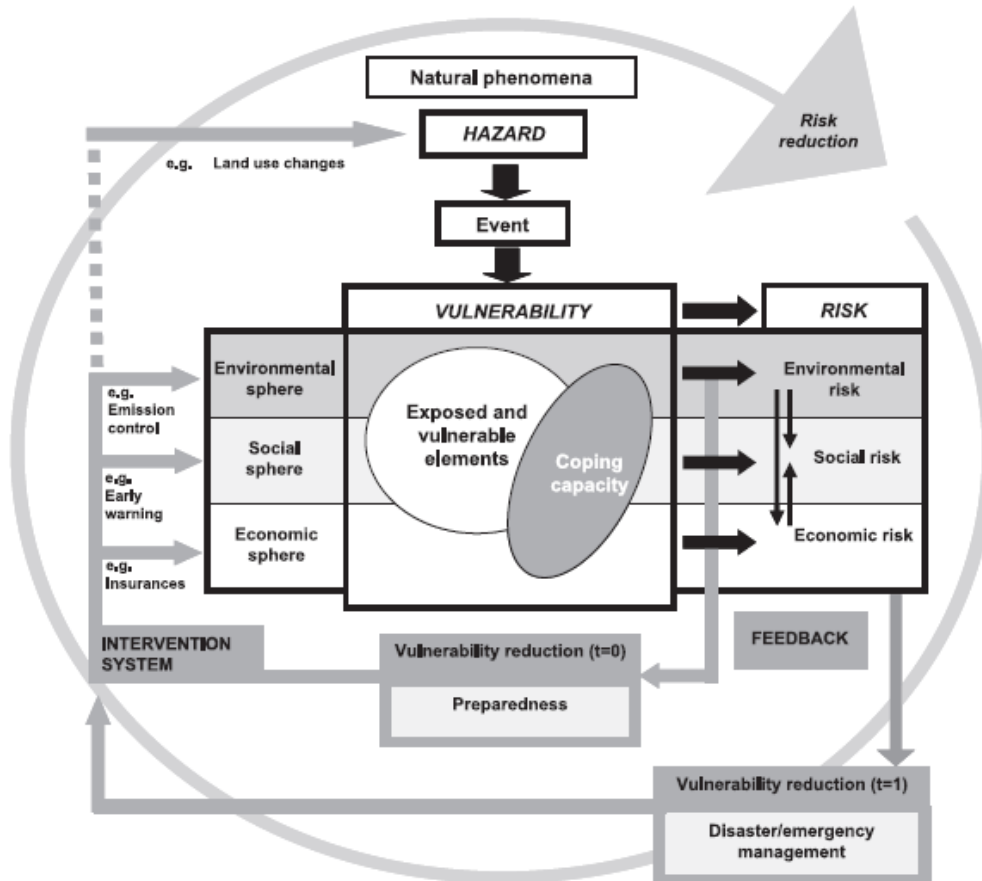 Natural phenomena
HAZARD
Risk
reduction
e.g. Land use changes
Event
VULNERABILITY
RISK
Environmental
sphere
Environmental
risk
e.g.
Emission
control
Exposed and
vulnerable
elements
Social
sphere
Coping
capacity
Social risk
e.g.
Early
warning
Economic
sphere
Economic risk
e.g.
Insurances
INTERVENTION
SYSTEM
Vulnerability reduction (t=0)
FEEDBACK
Preparedness
Vulnerability reduction (t=1)
Disaster/emergency
management